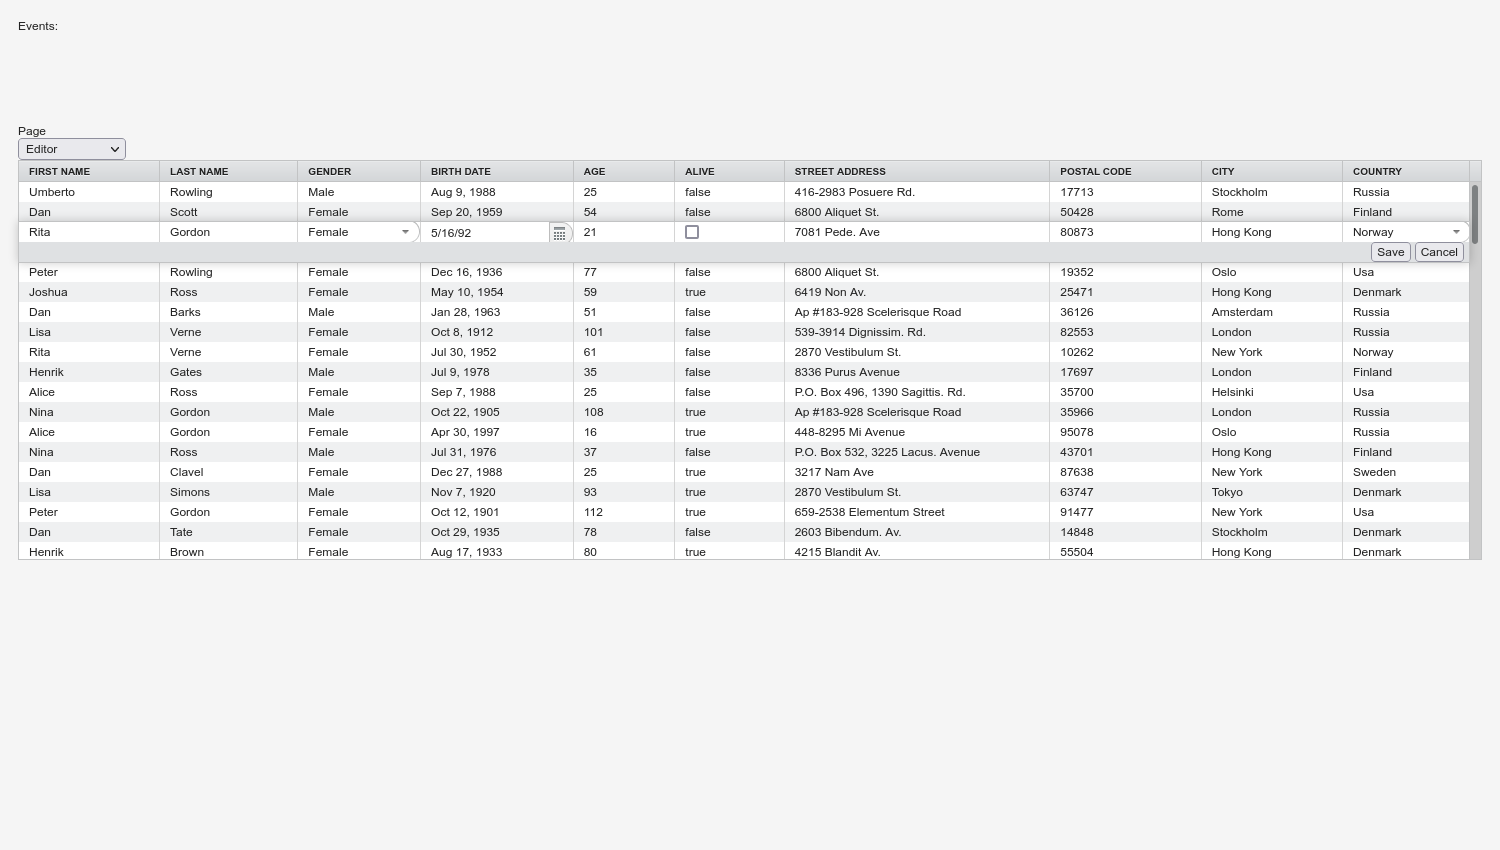 Events:
Page
Editor
FIRST NAME LAST NAME GENDER BIRTH DATE AGE ALIVE STREET ADDRESS POSTAL CODE CITY COUNTRY
Umberto Rowling Male Aug 9, 1988 25 false 416-2983 Posuere Rd. 17713 Stockholm Russia
Dan Scott Female Sep 20, 1959 54 false 6800 Aliquet St. 50428 Rome Finland
Rita Gordon Female 5/16/92 21 7081 Pede. Ave 80873 Hong Kong Norway
Save Cancel
Peter Rowling Female Dec 16, 1936 77 false 6800 Aliquet St. 19352 Oslo Usa
Joshua Ross Female May 10, 1954 59 true 6419 Non Av. 25471 Hong Kong Denmark
Dan Barks Male Jan 28, 1963 51 false Ap #183-928 Scelerisque Road 36126 Amsterdam Russia
Lisa Verne Female Oct 8, 1912 101 false 539-3914 Dignissim. Rd. 82553 London Russia
Rita Verne Female Jul 30, 1952 61 false 2870 Vestibulum St. 10262 New York Norway
Henrik Gates Male Jul 9, 1978 35 false 8336 Purus Avenue 17697 London Finland
Alice Ross Female Sep 7, 1988 25 false P.O. Box 496, 1390 Sagittis. Rd. 35700 Helsinki Usa
Nina Gordon Male Oct 22, 1905 108 true Ap #183-928 Scelerisque Road 35966 London Russia
Alice Gordon Female Apr 30, 1997 16 true 448-8295 Mi Avenue 95078 Oslo Russia
Nina Ross Male Jul 31, 1976 37 false P.O. Box 532, 3225 Lacus. Avenue 43701 Hong Kong Finland
Dan Clavel Female Dec 27, 1988 25 true 3217 Nam Ave 87638 New York Sweden
Lisa Simons Male Nov 7, 1920 93 true 2870 Vestibulum St. 63747 Tokyo Denmark
Peter Gordon Female Oct 12, 1901 112 true 659-2538 Elementum Street 91477 New York Usa
Dan Tate Female Oct 29, 1935 78 false 2603 Bibendum. Av. 14848 Stockholm Denmark
Henrik Brown Female Aug 17, 1933 80 true 4215 Blandit Av. 55504 Hong Kong Denmark